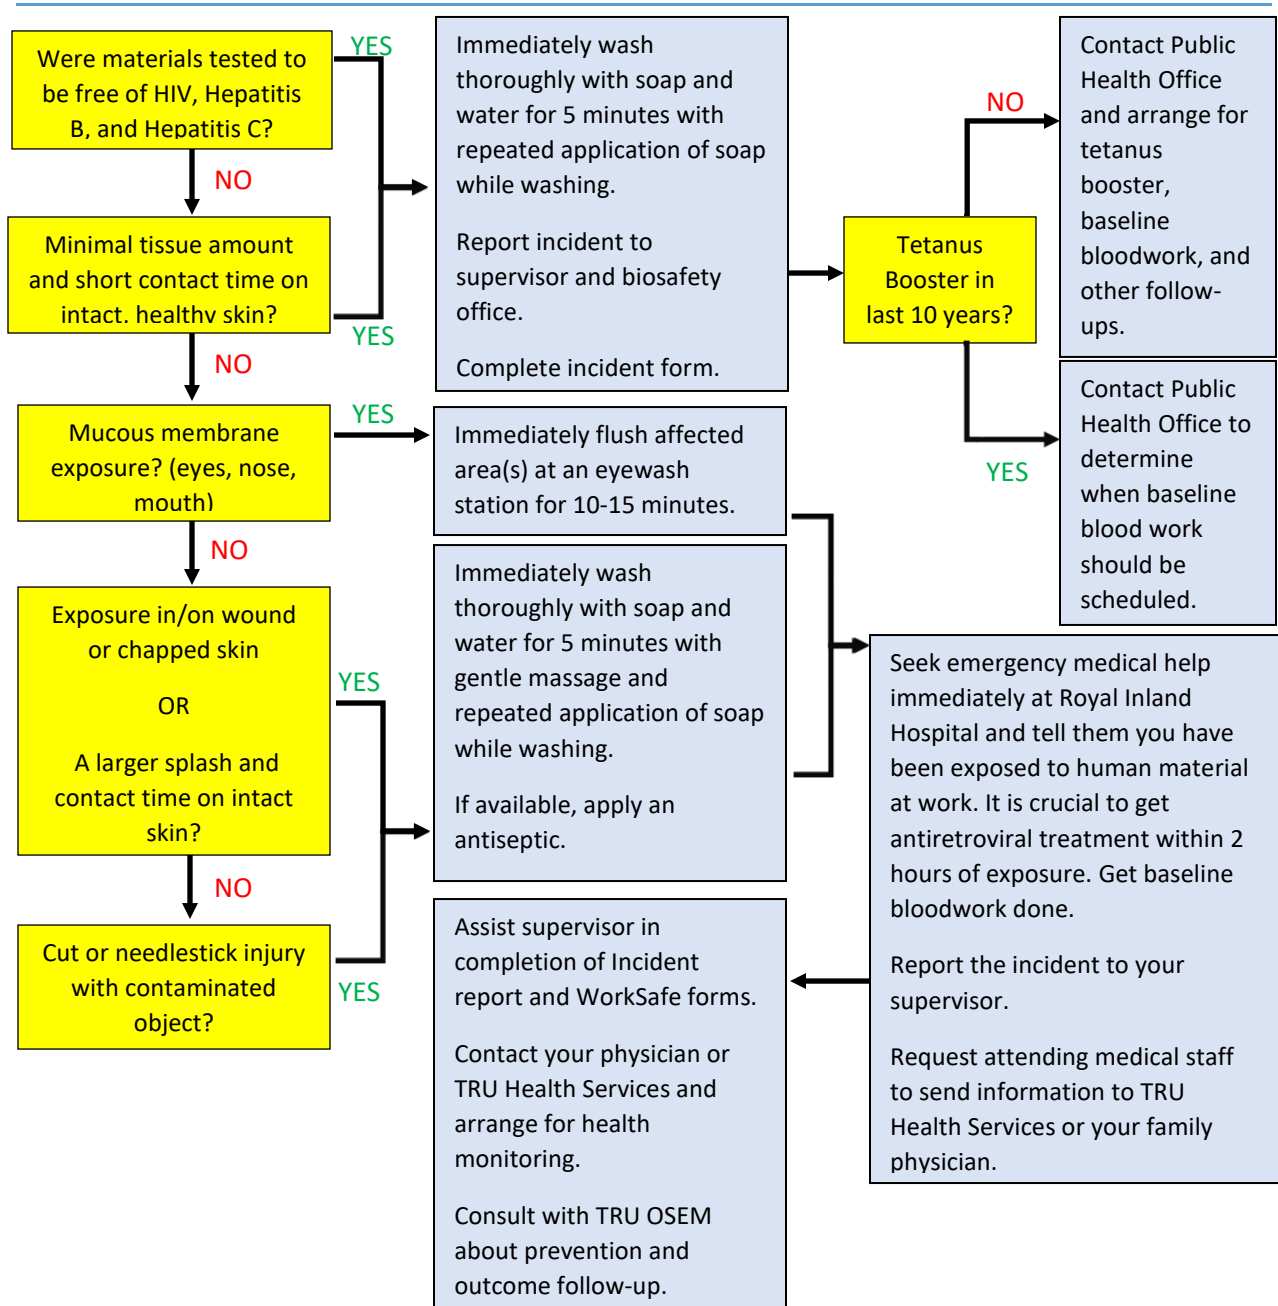 Were materials tested to
be free of HIV, Hepatitis
B, and Hepatitis C?
YES
NO
Minimal tissue amount
and short contact time on
intact, healthy skin?
YES
NO
Immediately wash
thoroughly with soap and
water for 5 minutes with
repeated application of soap
while washing.
Report incident to
supervisor and biosafety
office.
Complete incident form.
Tetanus
Booster in
last 10 years?
NO
Contact Public
Health Office
and arrange for
tetanus
booster,
baseline
bloodwork, and
other follow-
ups.
YES
Contact Public
Health Office to
determine
when baseline
blood work
should be
scheduled.
Mucous membrane
exposure? (eyes, nose,
mouth)
YES
NO
Immediately flush affected
area(s) at an eyewash
station for 10-15 minutes.
Exposure in/on wound
or chapped skin
OR
A larger splash and
contact time on intact
skin?
YES
NO
Cut or needlestick injury
with contaminated
object?
YES
Immediately wash
thoroughly with soap and
water for 5 minutes with
gentle massage and
repeated application of soap
while washing.
If available, apply an
antiseptic.
Seek emergency medical help
immediately at Royal Inland
Hospital and tell them you have
been exposed to human material
at work. It is crucial to get
antiretroviral treatment within 2
hours of exposure. Get baseline
bloodwork done.
Report the incident to your
supervisor.
Request attending medical staff
to send information to TRU
Health Services or your family
physician.
Assist supervisor in
completion of Incident
report and WorkSafe forms.
Contact your physician or
TRU Health Services and
arrange for health
monitoring.
Consult with TRU OSEM
about prevention and
outcome follow-up.